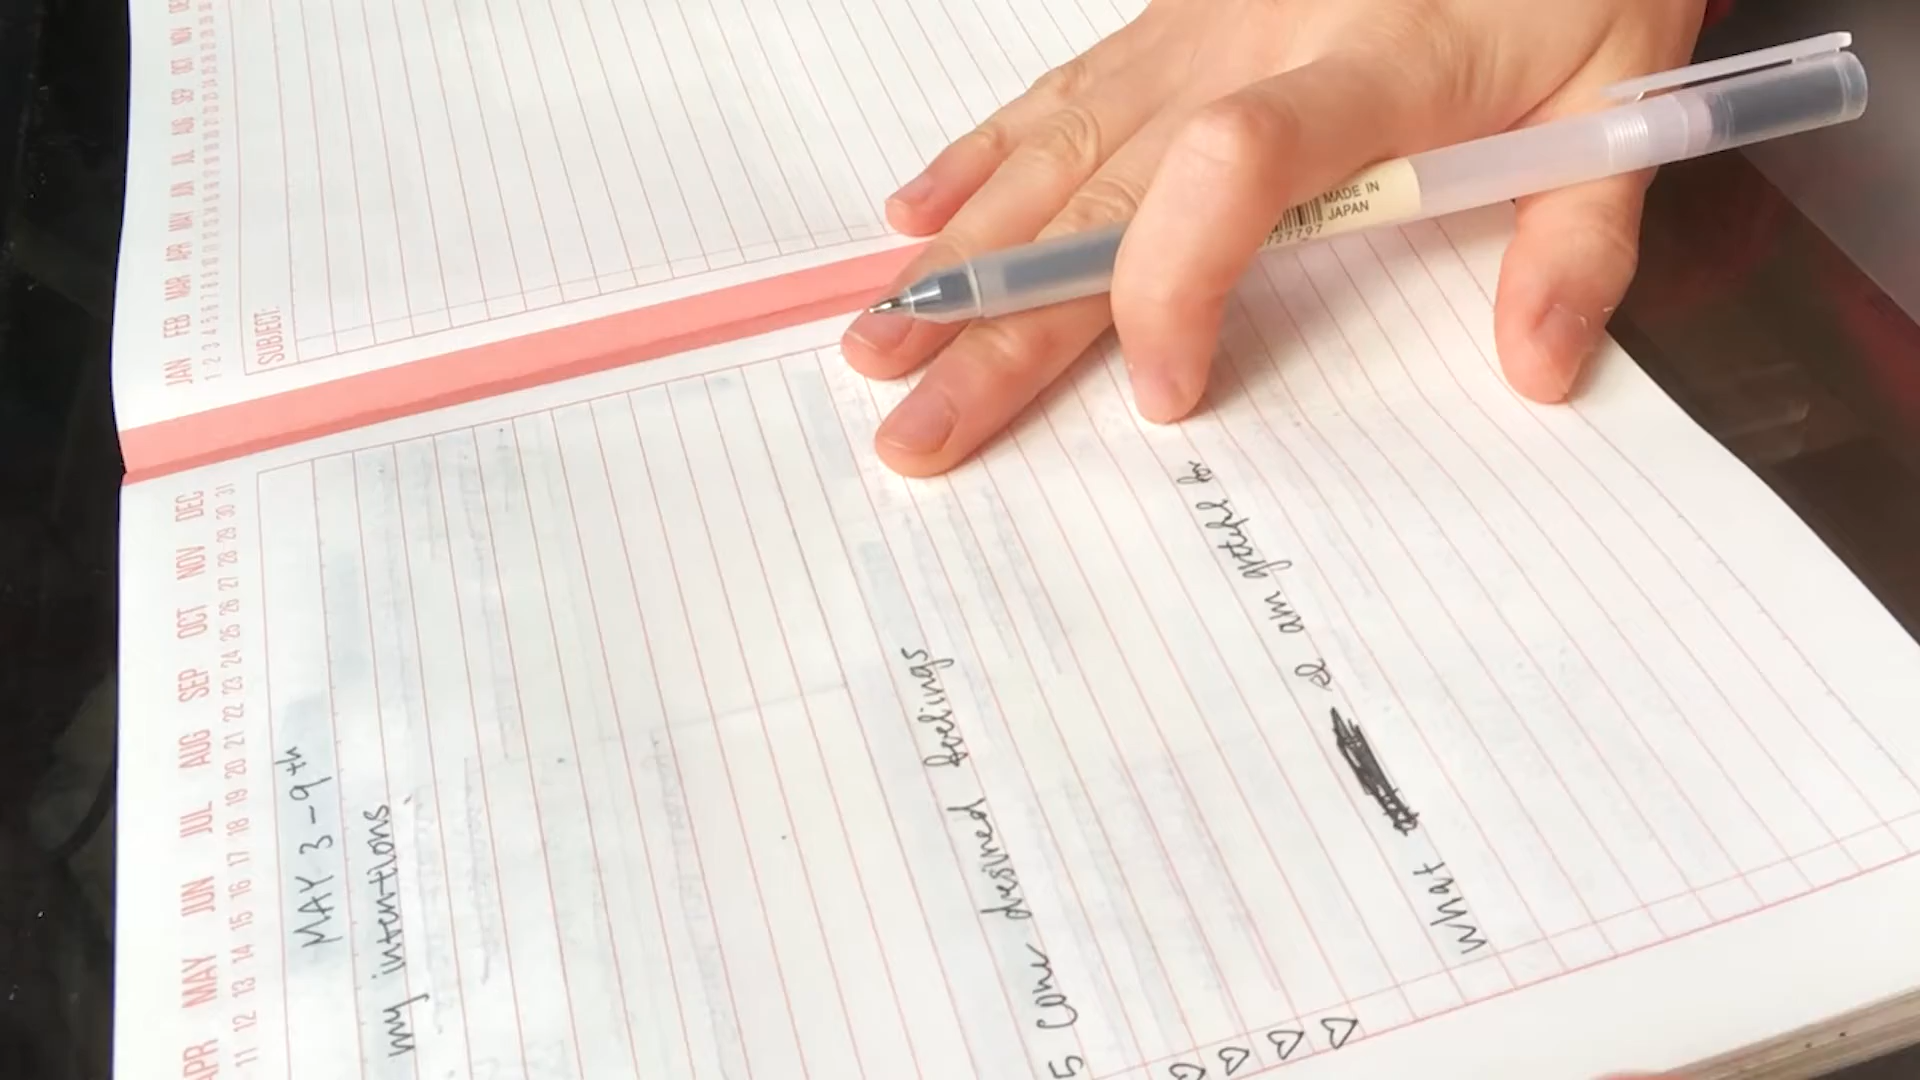 JAN FEB MAR APR MAY JUN JUL AUG SEP OCT NOV DEC
SUBJECT:
APR MAY JUN JUL AUG SEP OCT NOV DEC
11 12 13 14 15 16 17 18 19 20 21 22 23 24 25 26 27 28 29 30 31
MAY 3-9th
my intentions
5 Core desired feelings
What I am grateful for
MADE IN
JAPAN
727797